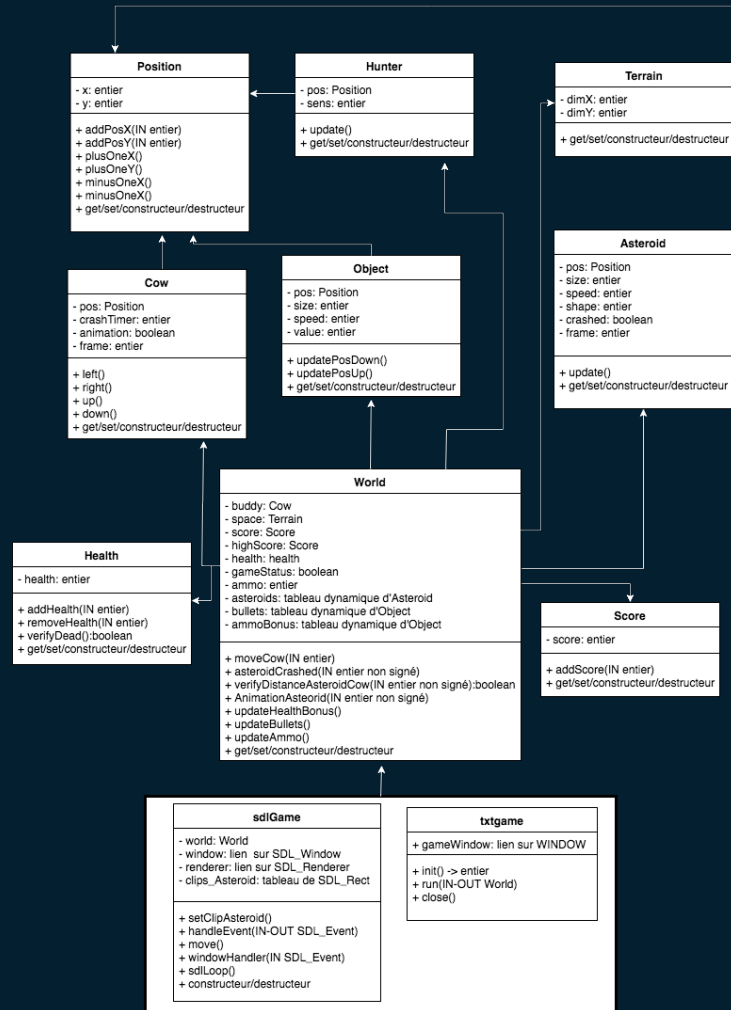 Position
- x: entier
- y: entier
+ addPosX(IN entier)
+ addPosY(IN entier)
+ plusOneX()
+ plusOneY()
+ minusOneX()
+ minusOneX()
+ get/set/constructeur/destructeur
Hunter
- pos: Position
- sens: entier
+ update()
+ get/set/constructeur/destructeur
Terrain
- dimX: entier
- dimY: entier
+ get/set/constructeur/destructeur
Cow
- pos: Position
- crashTimer: entier
- animation: boolean
- frame: entier
+ left()
+ right()
+ up()
+ down()
+ get/set/constructeur/destructeur
Object
- pos: Position
- size: entier
- speed: entier
- value: entier
+ updatePosDown()
+ updatePosUp()
+ get/set/constructeur/destructeur
Asteroid
- pos: Position
- size: entier
- speed: entier
- shape: entier
- crashed: boolean
- frame: entier
+ update()
+ get/set/constructeur/destructeur
World
- buddy: Cow
- space: Terrain
- score: Score
- highScore: Score
- health: health
- gameStatus: boolean
- ammo: entier
- asteroids: tableau dynamique d'Asteroid
- bullets: tableau dynamique d'Object
- ammoBonus: tableau dynamique d'Object
+ moveCow(IN entier)
+ asteroidCrashed(IN entier non signé)
+ verifyDistanceAsteroidCow(IN entier non signé):boolean
+ AnimationAsteorid(IN entier non signé)
+ updateHealthBonus()
+ updateBullets()
+ updateAmmo()
+ get/set/constructeur/destructeur
Health
- health: entier
+ addHealth(IN entier)
+ removeHealth(IN entier)
+ verifyDead():boolean
+ get/set/constructeur/destructeur
Score
- score: entier
+ addScore(IN entier)
+ get/set/constructeur/destructeur
sdlGame
- world: World
- window: lien sur SDL_Window
- renderer: lien sur SDL_Renderer
- clips_Asteroid: tableau de SDL_Rect
+ setClipAsteroid()
+ handleEvent(IN-OUT SDL_Event)
+ move()
+ windowHandler(IN SDL_Event)
+ sdlLoop()
+ constructeur/destructeur
txtgame
+ gameWindow: lien sur WINDOW
+ init() -> entier
+ run(IN-OUT World)
+ close()